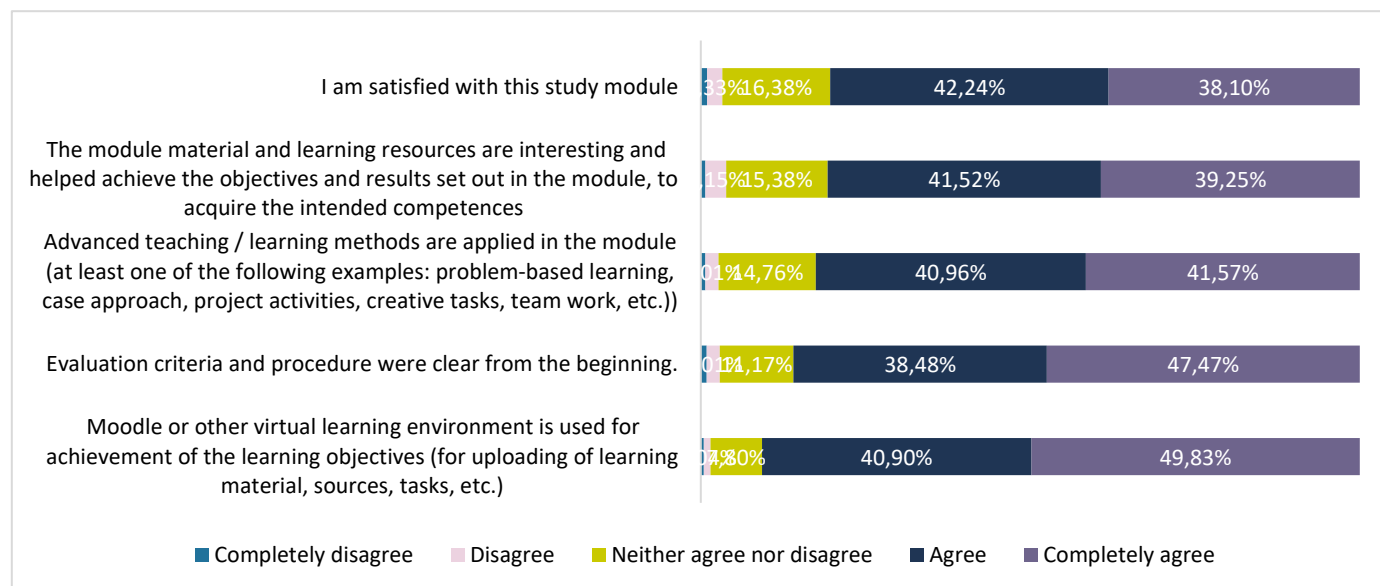 I am satisfied with this study module
16,38% 42,24% 38,10%
The module material and learning resources are interesting and
helped achieve the objectives and results set out in the module, to
acquire the intended competences
15,38% 41,52% 39,25%
Advanced teaching / learning methods are applied in the module
(at least one of the following examples: problem-based learning,
case approach, project activities, creative tasks, team work, etc.))
14,76% 40,96% 41,57%
Evaluation criteria and procedure were clear from the beginning.
11,17% 38,48% 47,47%
Moodle or other virtual learning environment is used for
achievement of the learning objectives (for uploading of learning
material, sources, tasks, etc.)
40,90% 49,83%
Completely disagree Disagree Neither agree nor disagree Agree Completely agree